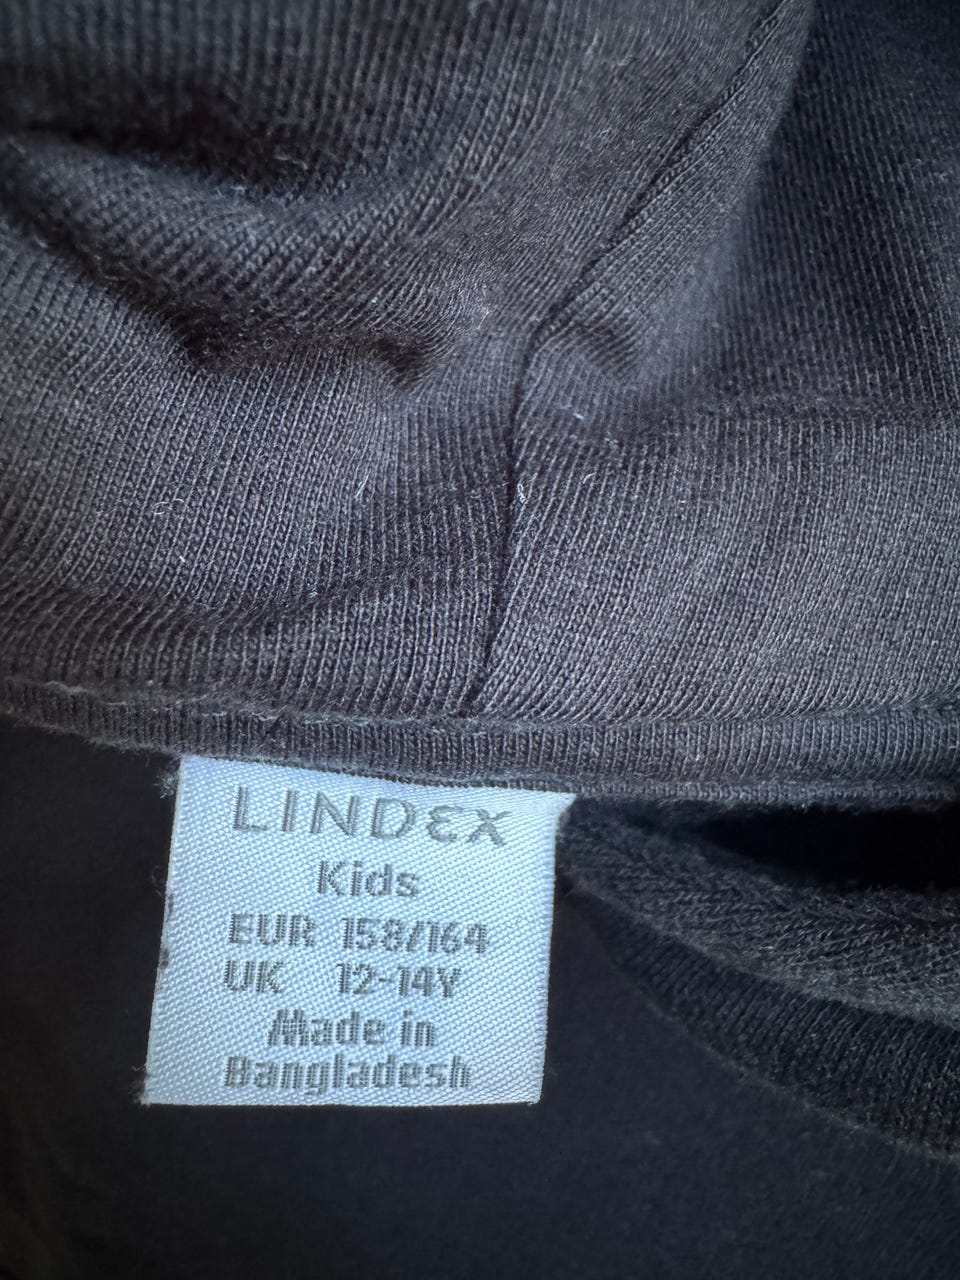 LINDEX
Kids
EUR 158/164
UK 12-14Y
Made in
Bangladesh